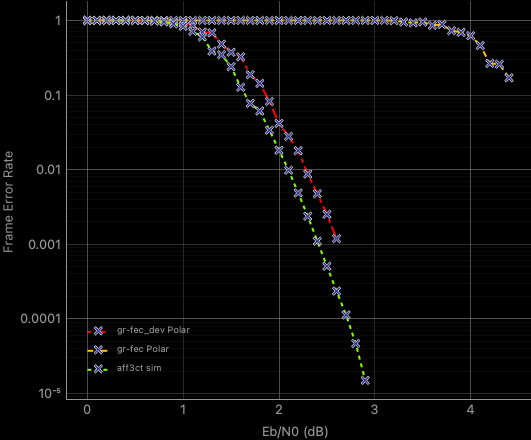 1
0.1
0.01
0.001
0.0001
10⁻⁵
Frame Error Rate
gr-fec_dev Polar
gr-fec Polar
aff3ct sim
0 1 2 3 4
Eb/N0 (dB)